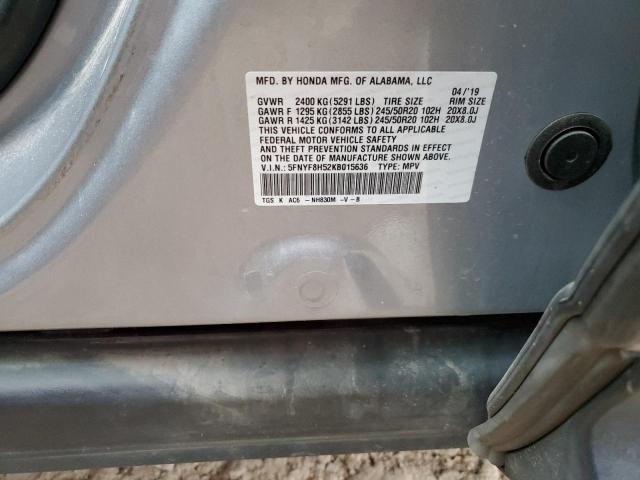 MFD. BY HONDA MFG. OF ALABAMA, LLC
04/'19
GVWR 2400 KG (5291 LBS) TIRE SIZE RIM SIZE
GAWR F 1295 KG (2855 LBS) 245/50R20 102H 20X8.0J
GAWR R 1425 KG (3142 LBS) 245/50R20 102H 20X8.0J
THIS VEHICLE CONFORMS TO ALL APPLICABLE
FEDERAL MOTOR VEHICLE SAFETY
AND THEFT PREVENTION STANDARDS IN EFFECT
ON THE DATE OF MANUFACTURE SHOWN ABOVE.
V.I.N.: 5FNYF8H52KB015636 TYPE: MPV
TGS K AC6 -NH830M -V-B